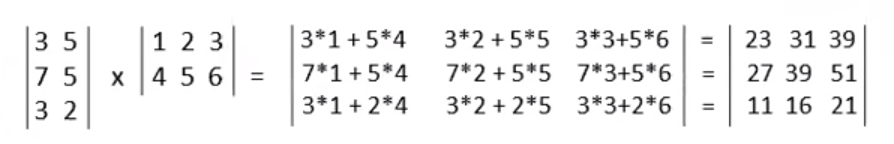 |3 5|   |1 2 3|   |3*1 + 5*4   3*2 + 5*5   3*3+5*6| = |23 31 39|
|7 5| x |4 5 6| = |7*1 + 5*4   7*2 + 5*5   7*3+5*6| = |27 39 51|
|3 2|   |3*1 + 2*4   3*2 + 2*5   3*3+2*6| = |11 16 21|